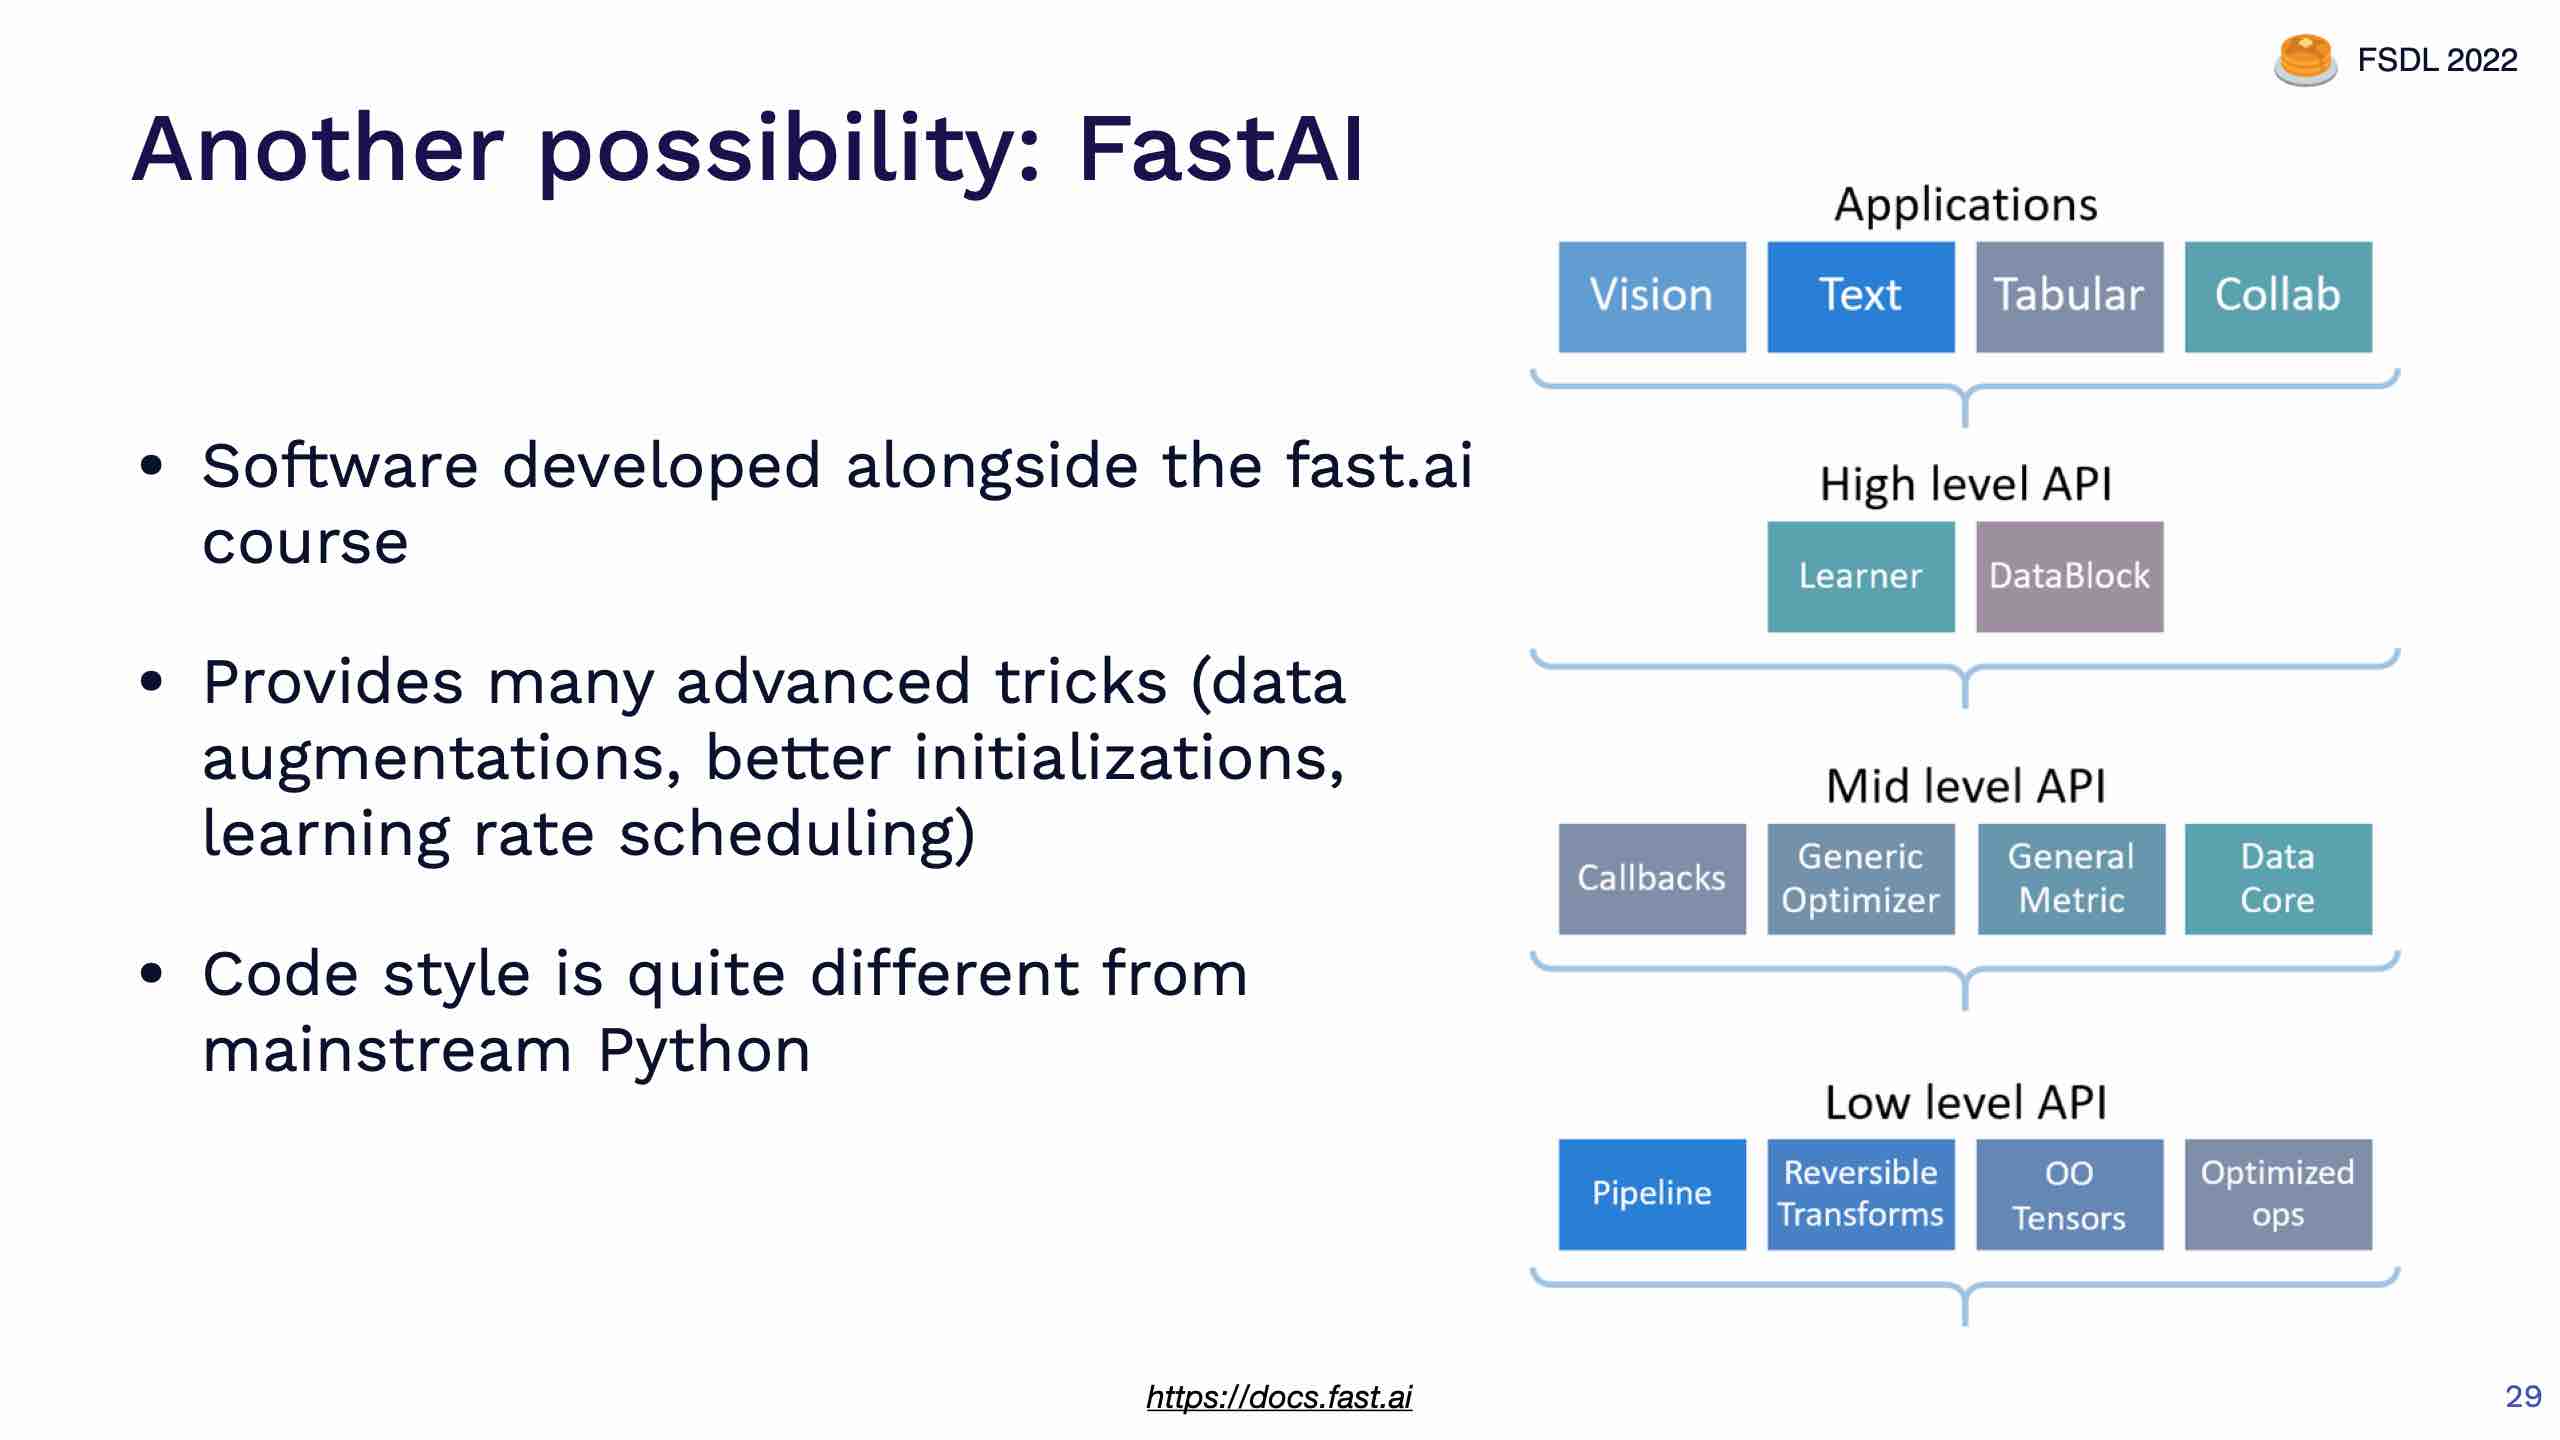 FSDL 2022
Another possibility: FastAI
• Software developed alongside the fast.ai
course
• Provides many advanced tricks (data
augmentations, better initializations,
learning rate scheduling)
• Code style is quite different from
mainstream Python
Applications
Vision Text Tabular Collab
High level API
Learner DataBlock
Mid level API
Callbacks
Generic
Optimizer
General
Metric
Data
Core
Low level API
Pipeline
Reversible
Transforms
OO
Tensors
Optimized
ops
https://docs.fast.ai
29